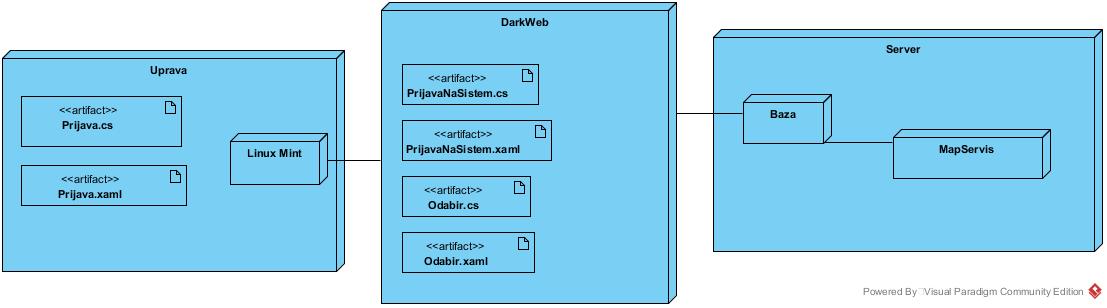 Uprava
<<artifact>>
Prijava.cs
<<artifact>>
Prijava.xaml
Linux Mint
DarkWeb
<<artifact>>
PrijavaNaSistem.cs
<<artifact>>
PrijavaNaSistem.xaml
<<artifact>>
Odabir.cs
<<artifact>>
Odabir.xaml
Server
Baza
MapServis
Powered By Visual Paradigm Community Edition